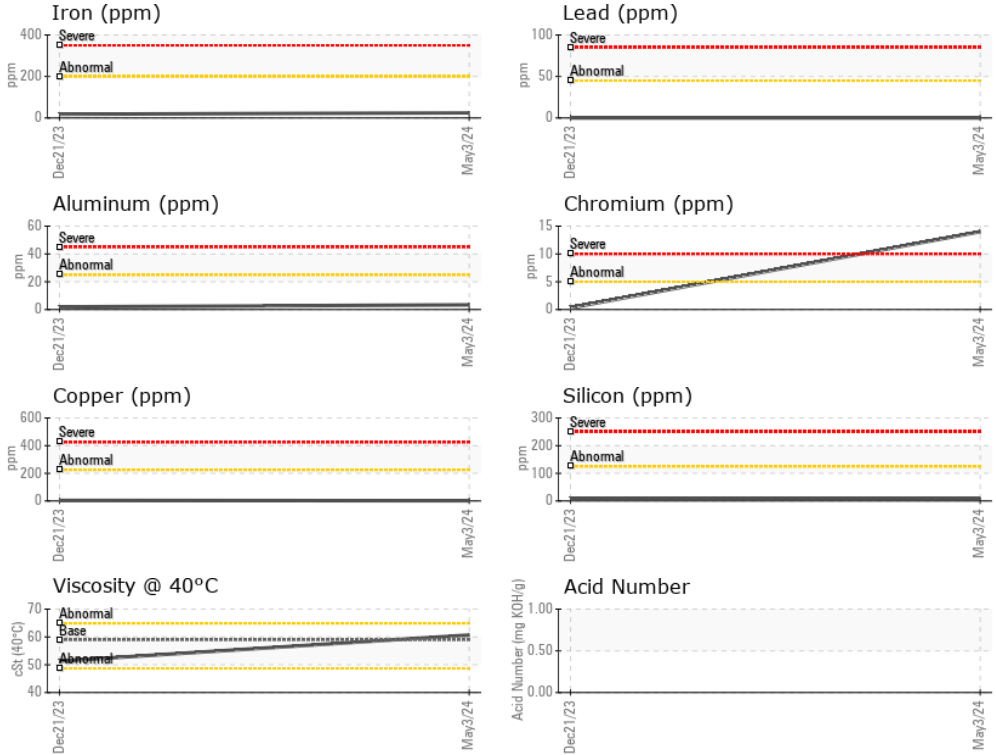 Iron (ppm)
400
200
0
ppm
Severe
Abnormal
Dec21/23
May3/24
Lead (ppm)
100
50
0
ppm
Severe
Abnormal
Dec21/23
May3/24
Aluminum (ppm)
60
40
20
0
ppm
Severe
Abnormal
Dec21/23
May3/24
Chromium (ppm)
15
10
5
0
ppm
Severe
Abnormal
Dec21/23
May3/24
Copper (ppm)
600
400
200
0
ppm
Severe
Abnormal
Dec21/23
May3/24
Silicon (ppm)
300
200
100
0
ppm
Severe
Abnormal
Dec21/23
May3/24
Viscosity @ 40°C
70
60
50
40
cSt (40°C)
Abnormal
Base
Abnormal
Dec21/23
May3/24
Acid Number
1.00
0.50
0.00
Acid Number (mg KOH/g)
Dec21/23
May3/24